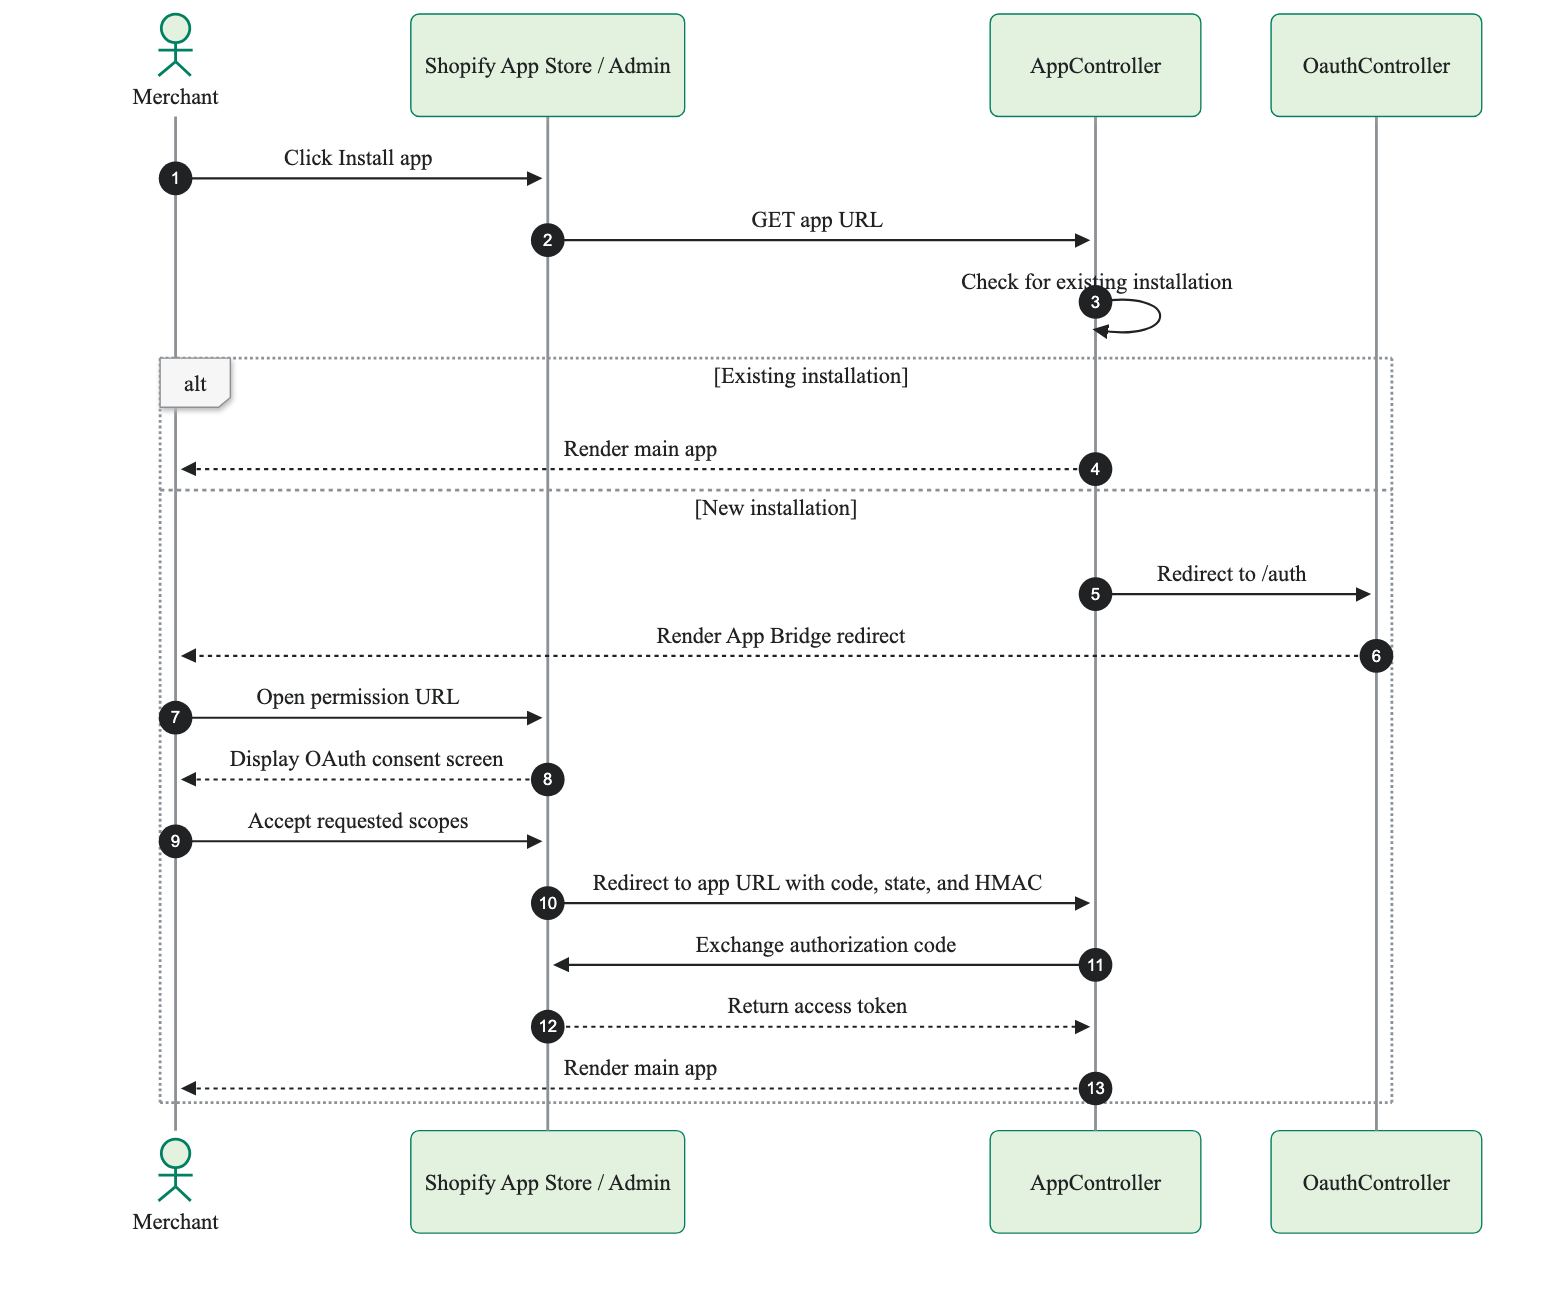 Merchant
Shopify App Store / Admin
AppController
OauthController
1
Click Install app
2
GET app URL
Check for existing installation
3
alt
[Existing installation]
Render main app
4
[New installation]
5
Redirect to /auth
Render App Bridge redirect
6
7
Open permission URL
Display OAuth consent screen
8
9
Accept requested scopes
10
Redirect to app URL with code, state, and HMAC
Exchange authorization code
11
12
Return access token
Render main app
13
Merchant
Shopify App Store / Admin
AppController
OauthController